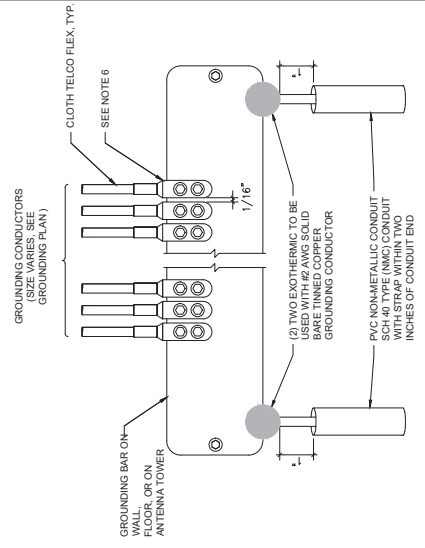 GROUNDING CONDUCTORS
(SIZE VARIES, SEE
GROUNDING PLAN )
CLOTH TELCO FLEX, TYP.
SEE NOTE 6
1/16"
GROUNDING BAR ON
WALL,
FLOOR, OR ON
ANTENNA TOWER
(2) TWO EXOTHERMIC TO BE
USED WITH #2 AWG SOLID
BARE TINNED COPPER
GROUNDING CONDUCTOR
PVC NON-METALLIC CONDUIT
SCH 40 TYPE (NMC) CONDUIT
WITH STRAP WITHIN TWO
INCHES OF CONDUIT END